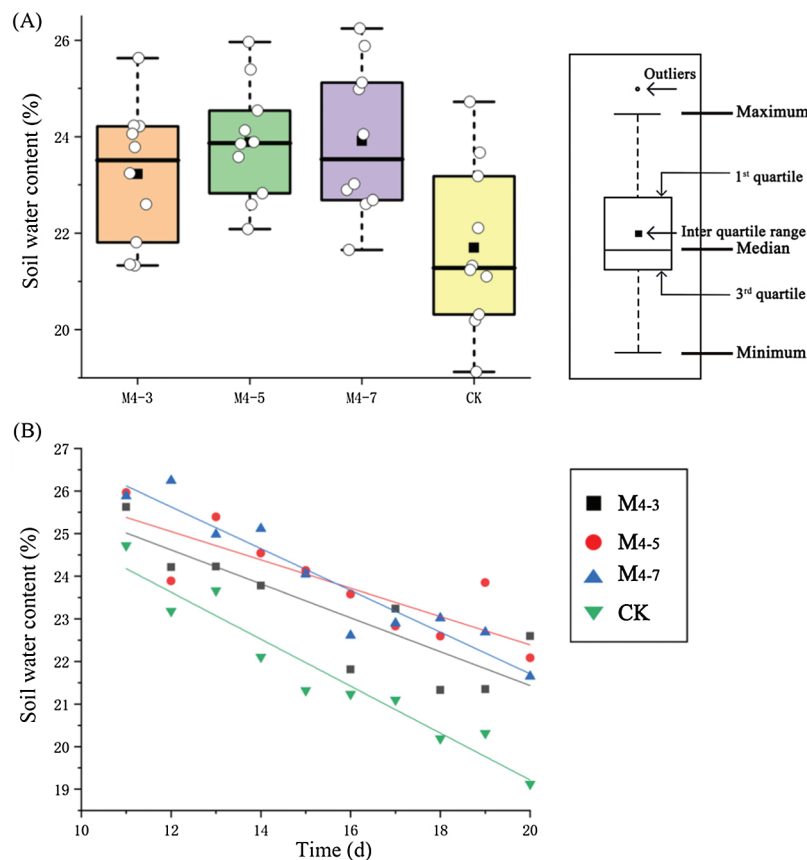 (A)
Soil water content (%)
26
24
22
20
M4-3 M4-5 M4-7 CK
Outliers
Maximum
1st quartile
Inter quartile range
Median
3rd quartile
Minimum
(B)
Soil water content (%)
27
26
25
24
23
22
21
20
19
10 12 14 16 18 20
Time (d)
M4-3
M4-5
M4-7
CK